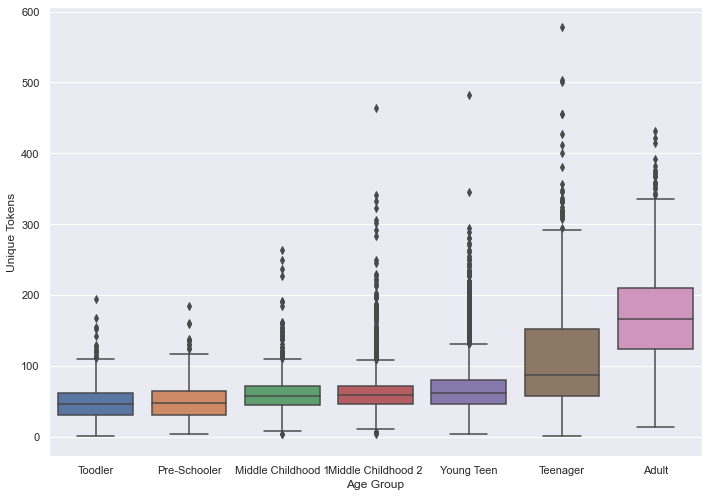 600
500
400
300
200
100
0
Unique Tokens
Toodler Pre-Schooler Middle Childhood 1 Middle Childhood 2 Young Teen Teenager Adult
Age Group